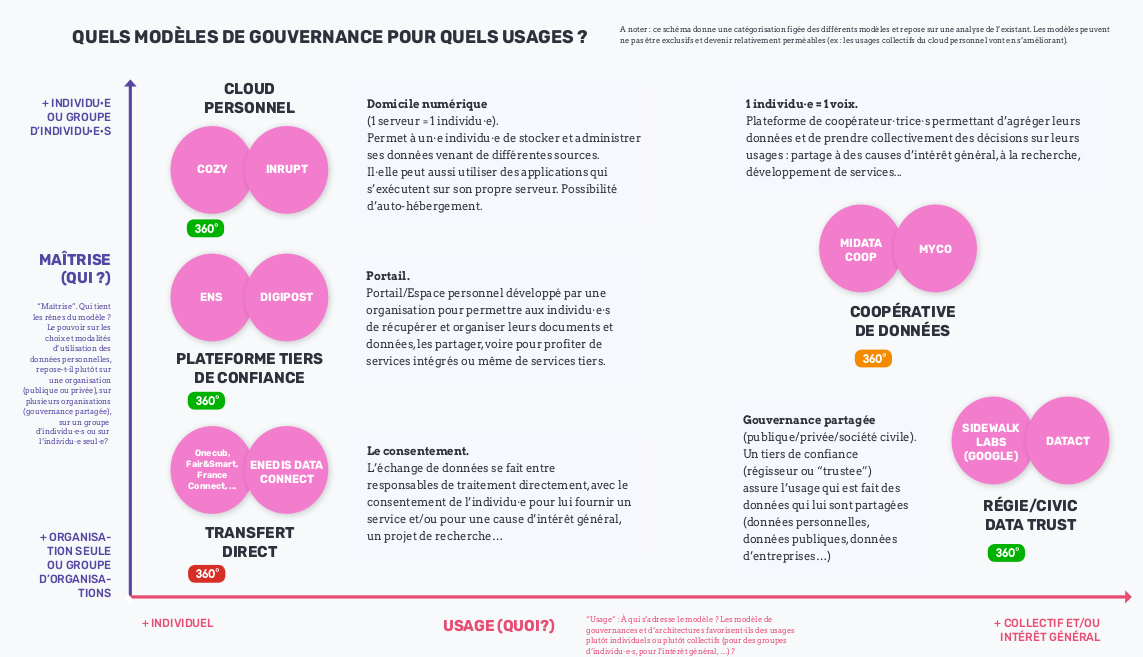 QUELS MODÈLES DE GOUVERNANCE POUR QUELS USAGES ?
A noter : ce schéma donne une catégorisation figée des différents modèles et repose sur une analyse de l'existant. Les modèles peuvent
ne pas être exclusifs et devenir relativement perméables (ex : les usages collectifs du cloud personnel vont en s'améliorant).
+ INDIVIDU•E
OU GROUPE
D'INDIVIDU•E•S
CLOUD
PERSONNEL
COZY
INRUPT
360°
Domicile numérique
(1 serveur = 1 individu·e).
Permet à un·e individu·e de stocker et administrer
ses données venant de différentes sources.
Il·elle peut aussi utiliser des applications qui
s'exécutent sur son propre serveur. Possibilité
d'auto-hébergement.
1 individu·e = 1 voix.
Plateforme de coopérateur·trice·s permettant d'agréger leurs
données et de prendre collectivement des décisions sur leurs
usages : partage à des causes d'intérêt général, à la recherche,
développement de services...
MIDATA
COOP
MYCO
COOPÉRATIVE
DE DONNÉES
360°
MAÎTRISE
(QUI ?)
"Maîtrise". Qui tient
les rênes du modèle ?
Le pouvoir sur les
choix et modalités
d'utilisation des
données personnelles,
repose-t-il plutôt sur
une organisation
(publique ou privée), sur
plusieurs organisations
(gouvernance partagée),
sur un groupe
d'individu·e·s ou sur
l'individu·e seul·e?
ENS
DIGIPOST
PLATEFORME TIERS
DE CONFIANCE
360°
Portail.
Portail/Espace personnel développé par une
organisation pour permettre aux individu·e·s
de récupérer et organiser leurs documents et
données, les partager, voire pour profiter de
services intégrés ou même de services tiers.
Onecub,
Fair&Smart,
France
Connect, ...
ENEDIS DATA
CONNECT
TRANSFERT
DIRECT
360°
Le consentement.
L'échange de données se fait entre
responsables de traitement directement, avec le
consentement de l'individu·e pour lui fournir un
service et/ou pour une cause d'intérêt général,
un projet de recherche…
Gouvernance partagée
(publique/privée/société civile).
Un tiers de confiance
(régisseur ou "trustee")
assure l'usage qui est fait des
données qui lui sont partagées
(données personnelles,
données publiques, données
d'entreprises…)
SIDEWALK
LABS
(GOOGLE)
DATACT
RÉGIE/CIVIC
DATA TRUST
360°
+ ORGANISA-
TION SEULE
OU GROUPE
D'ORGANISA-
TIONS
+ INDIVIDUEL
USAGE (QUOI?)
"Usage" : À qui s'adresse le modèle ? Les modèle de
gouvernances et d'architectures favorisent-ils des usages
plutôt individuels ou plutôt collectifs (pour des groupes
d'individu·e·s, pour l'intérêt général, ...) ?
+ COLLECTIF ET/OU
INTÉRÊT GÉNÉRAL